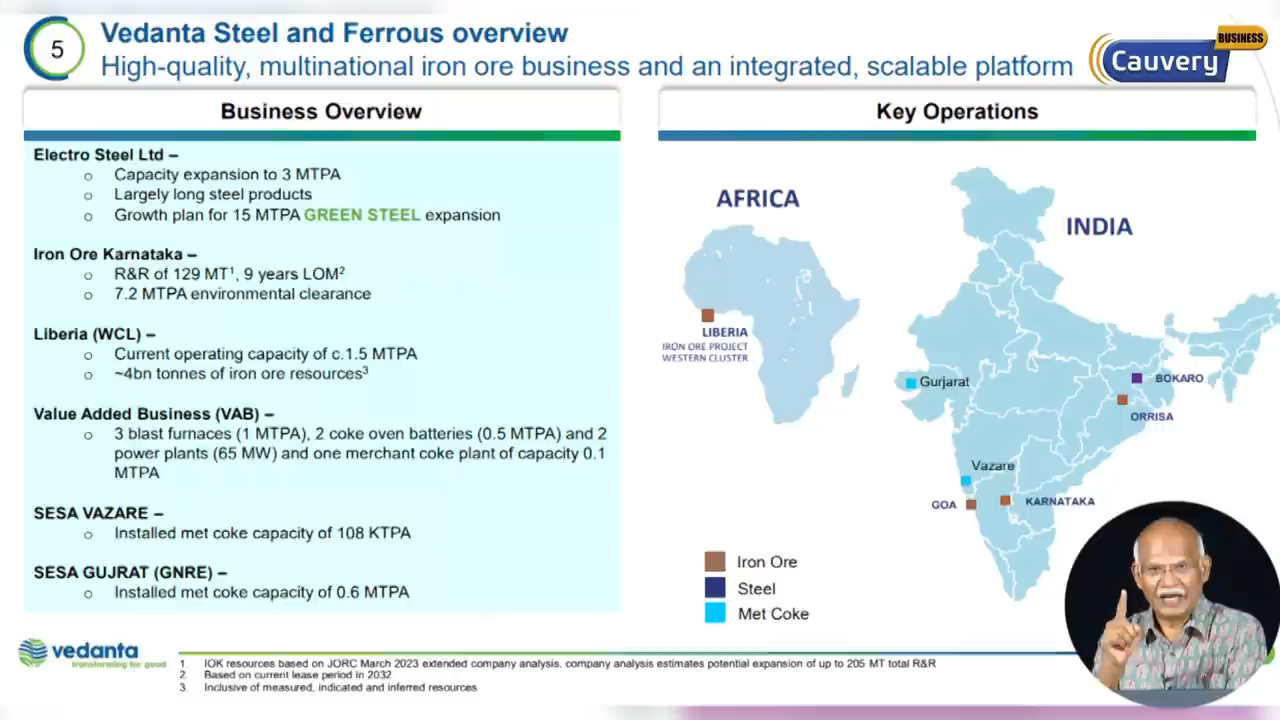 5
Vedanta Steel and Ferrous overview
High-quality, multinational iron ore business and an integrated, scalable platform
BUSINESS
Cauvery
Business Overview
Electro Steel Ltd –
o Capacity expansion to 3 MTPA
o Largely long steel products
o Growth plan for 15 MTPA GREEN STEEL expansion
Iron Ore Karnataka –
o R&R of 129 MT¹, 9 years LOM²
o 7.2 MTPA environmental clearance
Liberia (WCL) –
o Current operating capacity of c.1.5 MTPA
o ~4bn tonnes of iron ore resources³
Value Added Business (VAB) –
o 3 blast furnaces (1 MTPA), 2 coke oven batteries (0.5 MTPA) and 2
power plants (65 MW) and one merchant coke plant of capacity 0.1
MTPA
SESA VAZARE –
o Installed met coke capacity of 108 KTPA
SESA GUJRAT (GNRE) –
o Installed met coke capacity of 0.6 MTPA
Key Operations
AFRICA
LIBERIA
IRON ORE PROJECT
WESTERN CLUSTER
INDIA
Gurjarat
BOKARO
ORRISA
Vazare
GOA
KARNATAKA
Iron Ore
Steel
Met Coke
vedanta
transforming for good
1. IOK resources based on JORC March 2023 extended company analysis, company analysis estimates potential expansion of up to 205 MT total R&R
2. Based on current lease period in 2032
3. Inclusive of measured, indicated and inferred resources